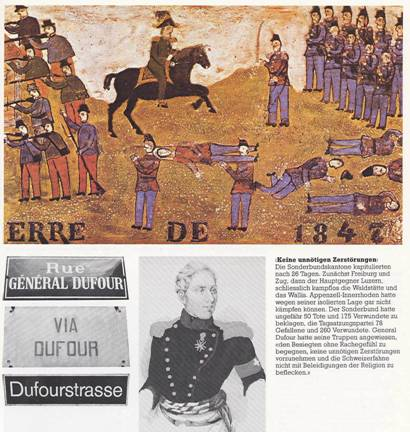 ERRE DE 1847
Rue
GÉNÉRAL DUFOUR
VIA
DUFOUR
Dufourstrasse
‹Keine unnötigen Zerstörungen›
Die Sonderbundskantone kapitulierten
nach 26 Tagen. Zunächst Freiburg und
Zug, dann der Hauptgegner Luzern,
schliesslich kampflos die Waldstätte und
das Wallis. Appenzell-Innerrhoden hatte
wegen seiner isolierten Lage gar nicht
kämpfen können. Der Sonderbund hatte
ungefähr 50 Tote und 175 Verwundete zu
beklagen, die Tagsatzungspartei 78
Gefallene und 260 Verwundete. General
Dufour hatte seine Truppen angewiesen,
«den Besiegten ohne Rachegefühl zu
begegnen, keine unnötigen Zerstörungen
vorzunehmen und die Schweizerfahne
nicht mit Beleidigungen der Religion zu
beflecken.»